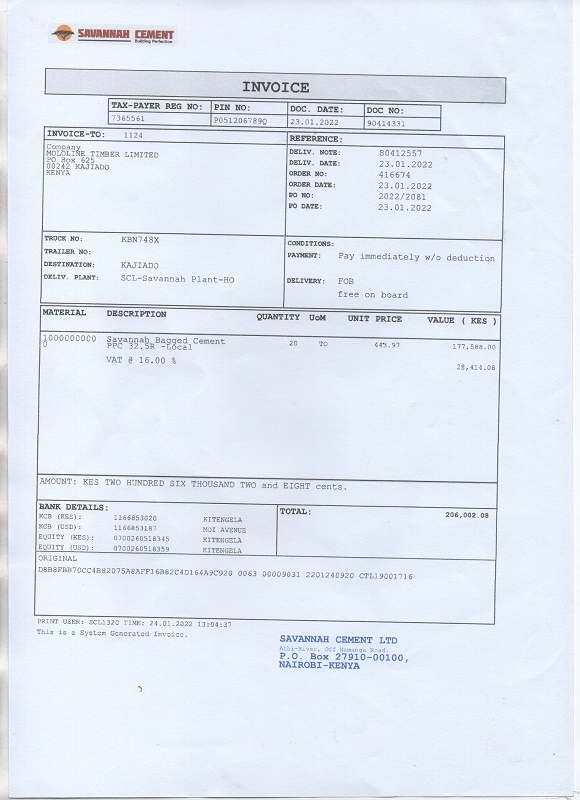 SAVANNAH CEMENT
Building Perfection
INVOICE
TAX-PAYER REG NO: PIN NO: DOC. DATE: DOC NO:
7365561 P051206789Q 23.01.2022 90414331
INVOICE-TO: 1124
Company
MOLOLINE TIMBER LIMITED
PO Box 625
00242 KAJIADO
KENYA
REFERENCE:
DELIV. NOTE: 80412557
DELIV. DATE: 23.01.2022
ORDER NO: 416674
ORDER DATE: 23.01.2022
PO NO: 2022/2081
PO DATE: 23.01.2022
TRUCK NO: KBN748X
TRAILER NO:
DESTINATION: KAJIADO
DELIV. PLANT: SCL-Savannah Plant-HO
CONDITIONS:
PAYMENT: Pay immediately w/o deduction
DELIVERY: FOB
free on board
MATERIAL DESCRIPTION QUANTITY UoM UNIT PRICE VALUE ( KES )
1000000000 Savannah Bagged Cement
0 PPC 32.5R -Local 20 TO 177,588.00
VAT @ 16.00 % 28,414.08
AMOUNT: KES TWO HUNDRED SIX THOUSAND TWO and EIGHT cents.
BANK DETAILS:
KCB (KES): 1166853020 KITENGELA
KCB (USD): 1166853187 MOI AVENUE
EQUITY (KES): 0700260518345 KITENGELA
EQUITY (USD): 0700260518359 KITENGELA
TOTAL: 206,002.08
ORIGINAL
D8B8FBB70CC4B82075A8AFF16B82C4D164A9C920 0063 00009031 2201240920 CTL19001716
PRINT USER: SCL1320 TIME: 24.01.2022 13:04:37
This is a System Generated Invoice.
SAVANNAH CEMENT LTD
Athi-River, Off Namanga Road.
P.O. Box 27910-00100,
NAIROBI-KENYA